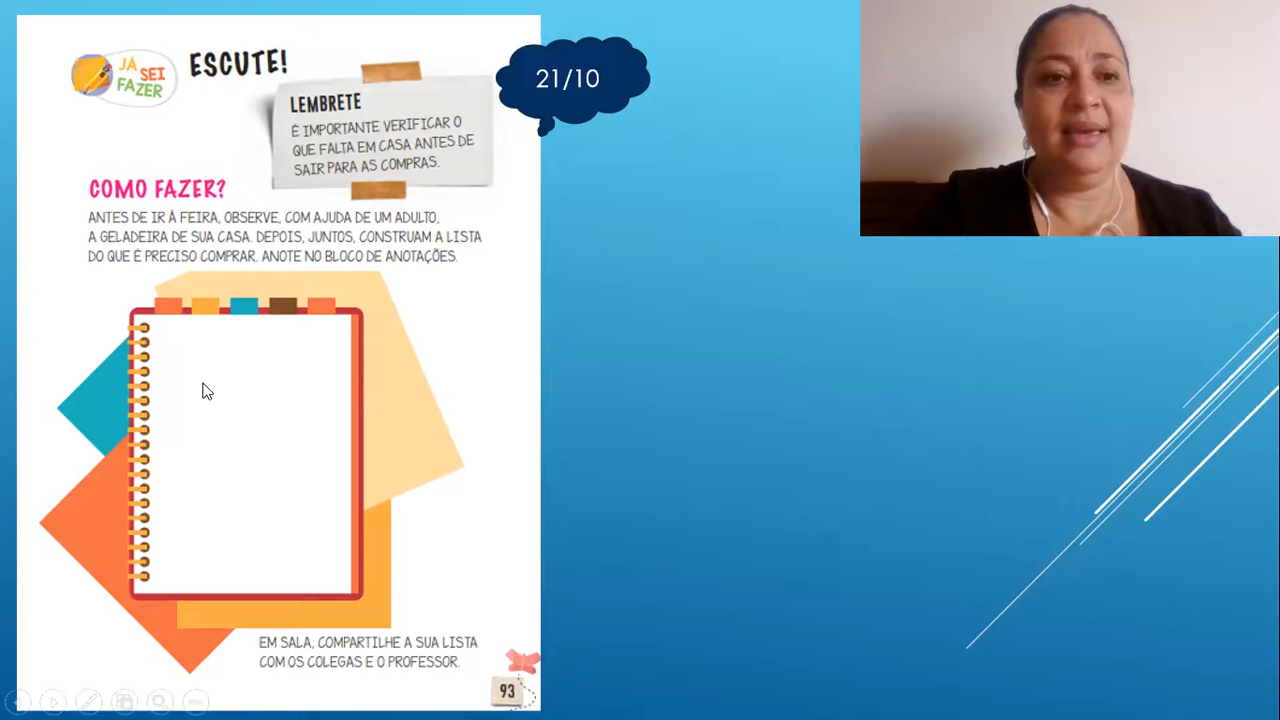 JÁ
SEI
FAZER
ESCUTE!
21/10
LEMBRETE
É IMPORTANTE VERIFICAR O
QUE FALTA EM CASA ANTES DE
SAIR PARA AS COMPRAS.
COMO FAZER?
ANTES DE IR À FEIRA, OBSERVE, COM AJUDA DE UM ADULTO,
A GELADEIRA DE SUA CASA. DEPOIS, JUNTOS, CONSTRUAM A LISTA
DO QUE É PRECISO COMPRAR. ANOTE NO BLOCO DE ANOTAÇÕES.
EM SALA, COMPARTILHE A SUA LISTA
COM OS COLEGAS E O PROFESSOR.
93